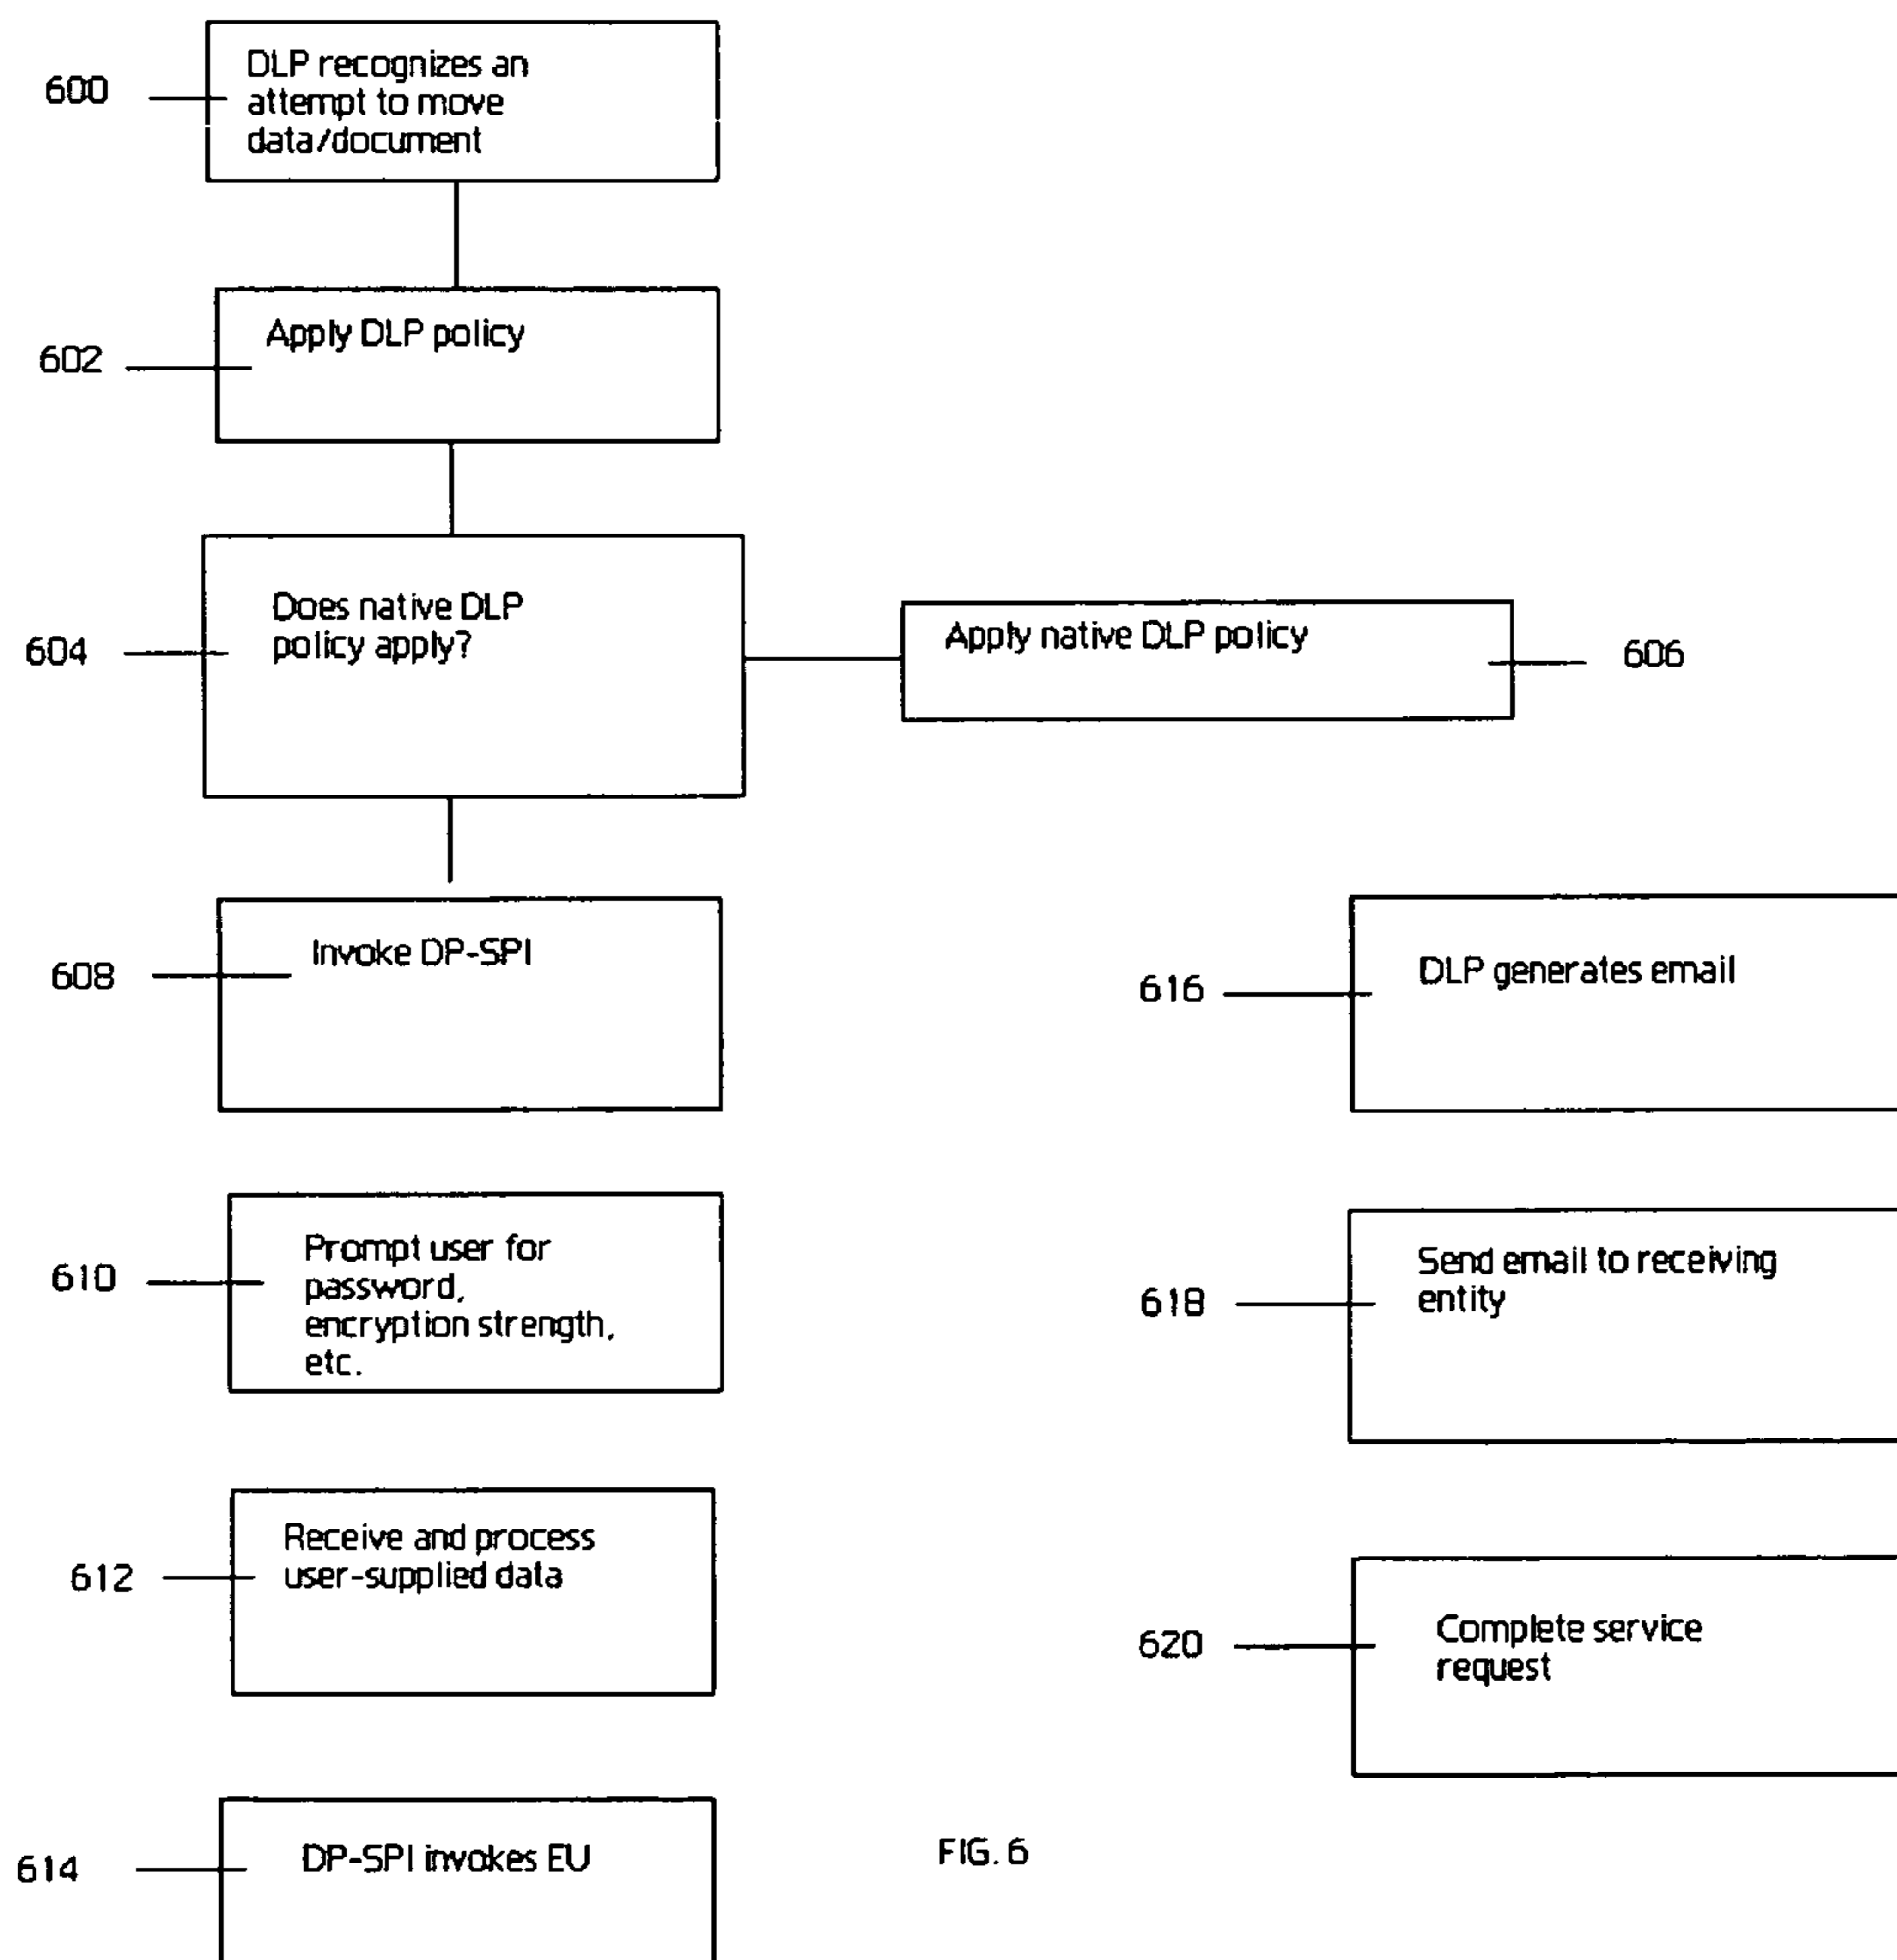 600
DLP recognizes an
attempt to move
data/document
602
Apply DLP policy
604
Does native DLP
policy apply?
Apply native DLP policy
606
608
Invoke DP-SPI
610
Prompt user for
password,
encryption strength,
etc.
612
Receive and process
user-supplied data
614
DP-SPI invokes EU
616
DLP generates email
618
Send email to receiving
entity
620
Complete service
request
FIG. 6